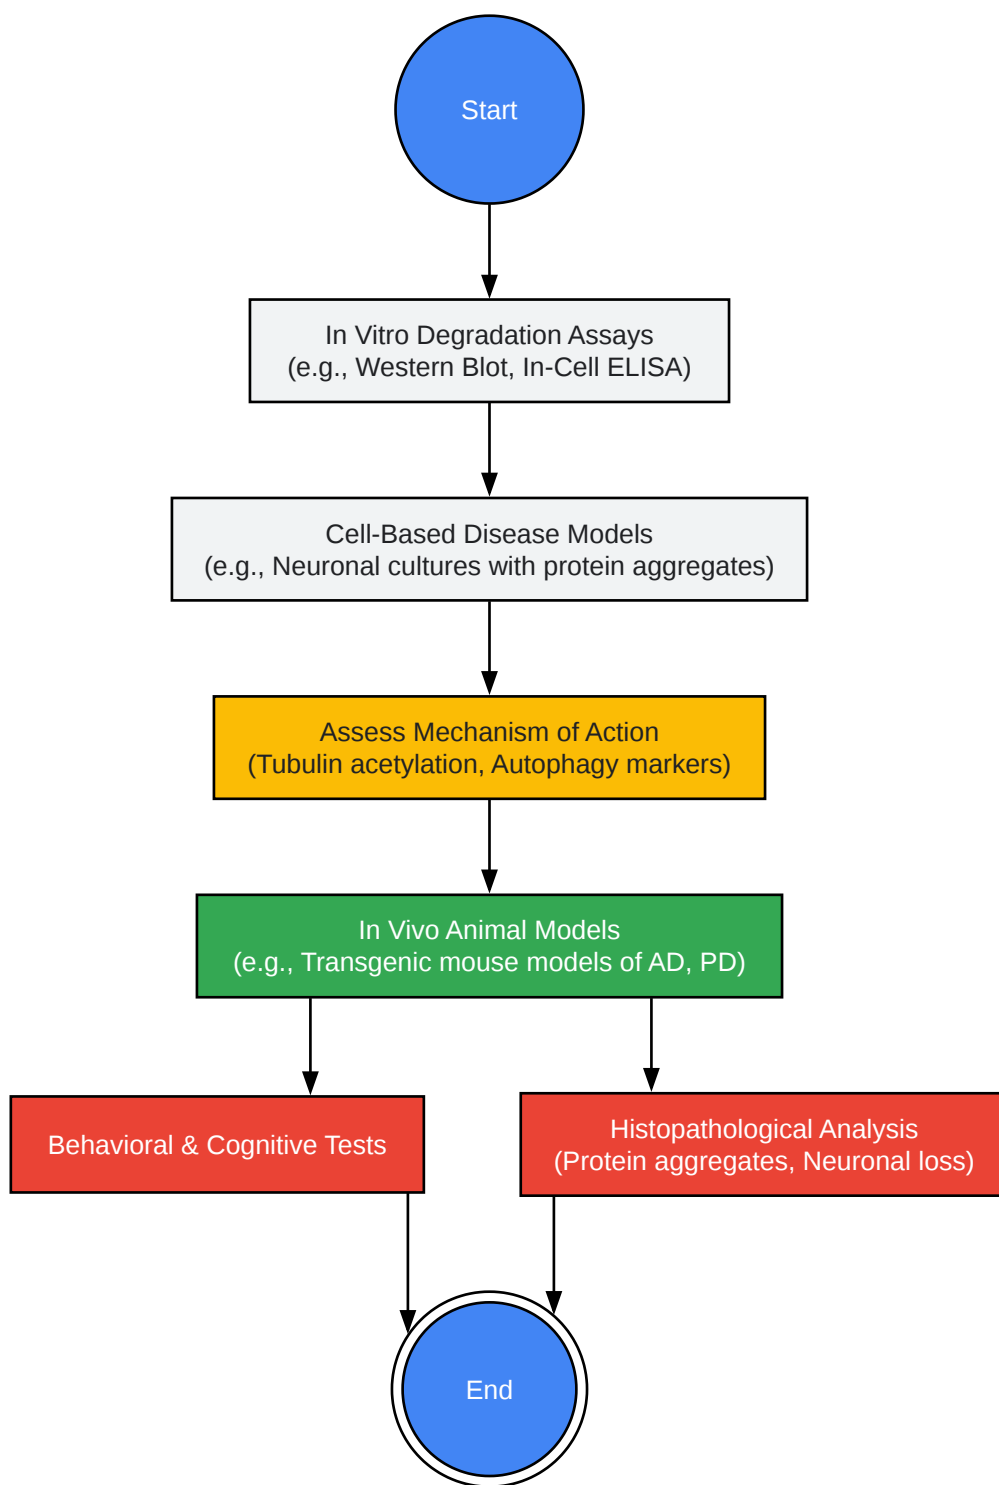 Start
In Vitro Degradation Assays
(e.g., Western Blot, In-Cell ELISA)
Cell-Based Disease Models
(e.g., Neuronal cultures with protein aggregates)
Assess Mechanism of Action
(Tubulin acetylation, Autophagy markers)
In Vivo Animal Models
(e.g., Transgenic mouse models of AD, PD)
Behavioral & Cognitive Tests
Histopathological Analysis
(Protein aggregates, Neuronal loss)
End